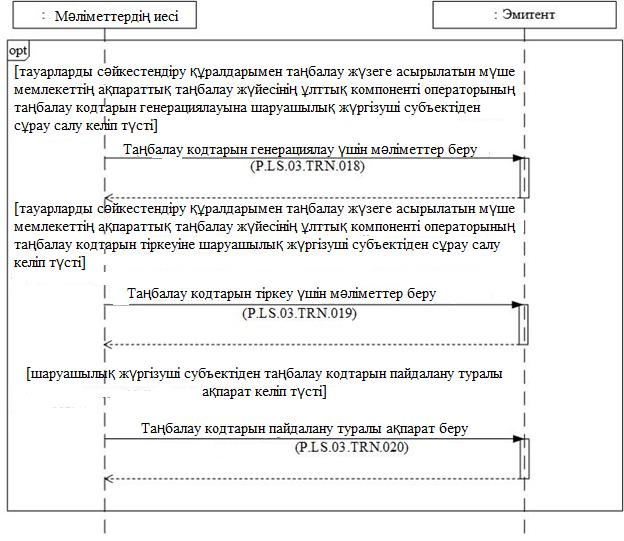 : Мәліметтердің иесі
: Эмитент
opt
[тауарларды сәйкестендіру құралдарымен таңбалау жүзеге асырылатын мүше
мемлекеттің ақпараттық таңбалау жүйесінің ұлттық компоненті операторының
таңбалау кодтарын генерациялауына шаруашылық жүргізуші субъектіден
сұрау салу келіп түсті]
Таңбалау кодтарын генерациялау үшін мәліметтер беру
(P.LS.03.TRN.018)
[тауарларды сәйкестендіру құралдарымен таңбалау жүзеге асырылатын мүше
мемлекеттің ақпараттық таңбалау жүйесінің ұлттық компоненті операторының
таңбалау кодтарын тіркеуіне шаруашылық жүргізуші субъектіден сұрау салу
келіп түсті]
Таңбалау кодтарын тіркеу үшін мәліметтер беру
(P.LS.03.TRN.019)
[шаруашылық жүргізуші субъектіден таңбалау кодтарын пайдалану туралы
ақпарат келіп түсті]
Таңбалау кодтарын пайдалану туралы ақпарат беру
(P.LS.03.TRN.020)